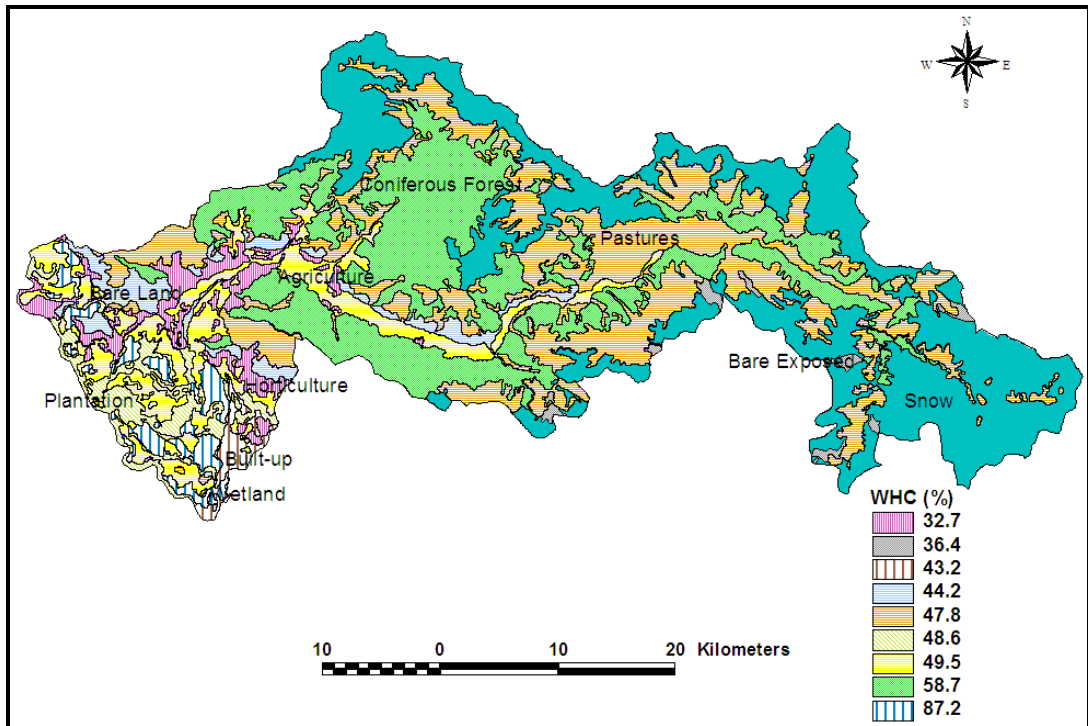 N
W E
S
Coniferous Forest
Pastures
Agriculture
Bare Land
Bare Exposed
Horticulture
Plantation
Snow
Built-up
Wetland
WHC (%)
32.7
36.4
43.2
44.2
47.8
48.6
49.5
58.7
87.2
10 0 10 20 Kilometers